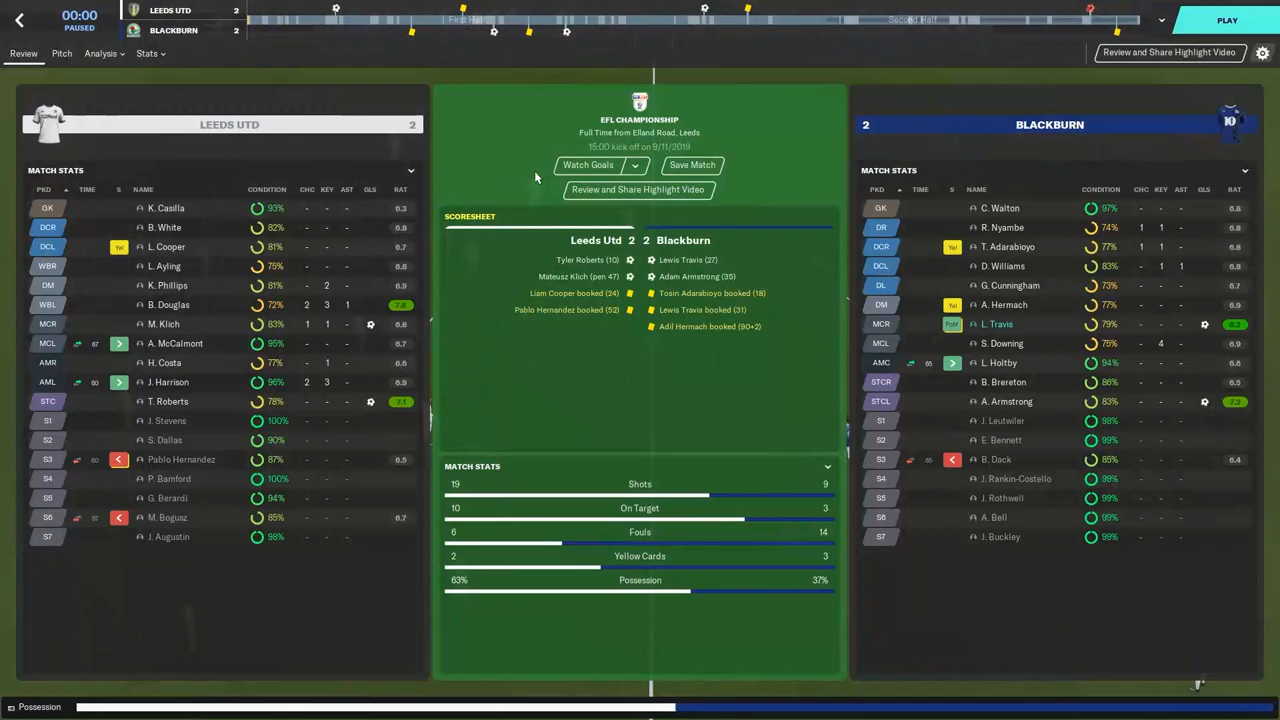 00:00
PAUSED
LEEDS UTD 2
BLACKBURN 2
First Half
Second Half
PLAY
Review Pitch Analysis Stats
Review and Share Highlight Video
LEEDS UTD 2
MATCH STATS
PKD TIME S NAME CONDITION CHC KEY AST GLS RAT
GK K. Casilla 93% - - - 6.3
DCR B. White 82% - - - 6.8
DCL Yel L. Cooper 81% - - - 6.7
WBR L. Ayling 75% - - - 6.8
DM K. Phillips 81% - 2 - 6.8
WBL B. Douglas 72% 2 3 1 7.8
MCR M. Klich 83% 1 1 - 6.8
MCL 67 A. McCalmont 95% - - - 6.7
AMR H. Costa 77% - 1 - 6.8
AML 60 J. Harrison 96% 2 3 - 6.9
STC T. Roberts 78% - - - 7.1
S1 J. Stevens 100%
S2 S. Dallas 90%
S3 60 Pablo Hernandez 87% - - - 6.5
S4 P. Bamford 100%
S5 G. Berardi 94%
S6 67 M. Bogusz 85% - - - 6.7
S7 J. Augustin 98%
EFL CHAMPIONSHIP
Full Time from Elland Road, Leeds
15:00 kick off on 9/11/2019
Watch Goals
Save Match
Review and Share Highlight Video
SCORESHEET
Leeds Utd 2 2 Blackburn
Tyler Roberts (10) Lewis Travis (27)
Mateusz Klich (pen 47) Adam Armstrong (35)
Liam Cooper booked (24) Tosin Adarabioyo booked (18)
Pablo Hernandez booked (52) Lewis Travis booked (31)
Adil Hermach booked (90+2)
MATCH STATS
19 Shots 9
10 On Target 3
6 Fouls 14
2 Yellow Cards 3
63% Possession 37%
2 BLACKBURN
10
MATCH STATS
PKD TIME S NAME CONDITION CHC KEY AST GLS RAT
GK C. Walton 97% - - - 6.8
DR R. Nyambe 74% 1 1 - 6.8
DCR Yel T. Adarabioyo 77% 1 1 - 6.8
DCL D. Williams 83% - 1 1 6.8
DL G. Cunningham 73% - - - 6.7
DM Yel A. Hermach 77% - - - 6.9
MCR PoM L. Travis 79% - - - 8.2
MCL S. Downing 75% - 4 - 6.9
AMC 65 L. Holtby 94% - - - 6.6
STCR B. Brereton 86% - - - 6.5
STCL A. Armstrong 83% - - - 7.2
S1 J. Leutwiler 98%
S2 E. Bennett 99%
S3 65 B. Dack 85% - - - 6.4
S4 J. Rankin-Costello 99%
S5 J. Rothwell 99%
S6 A. Bell 99%
S7 J. Buckley 99%
Possession